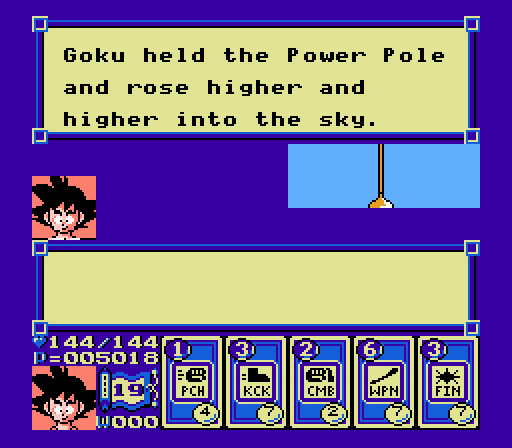 Goku held the Power Pole
and rose higher and
higher into the sky.
144/144
P=005018
19
W000
1 3 2 6 3
PCH KCK CMB WPN FIN
4 7 2 7 7